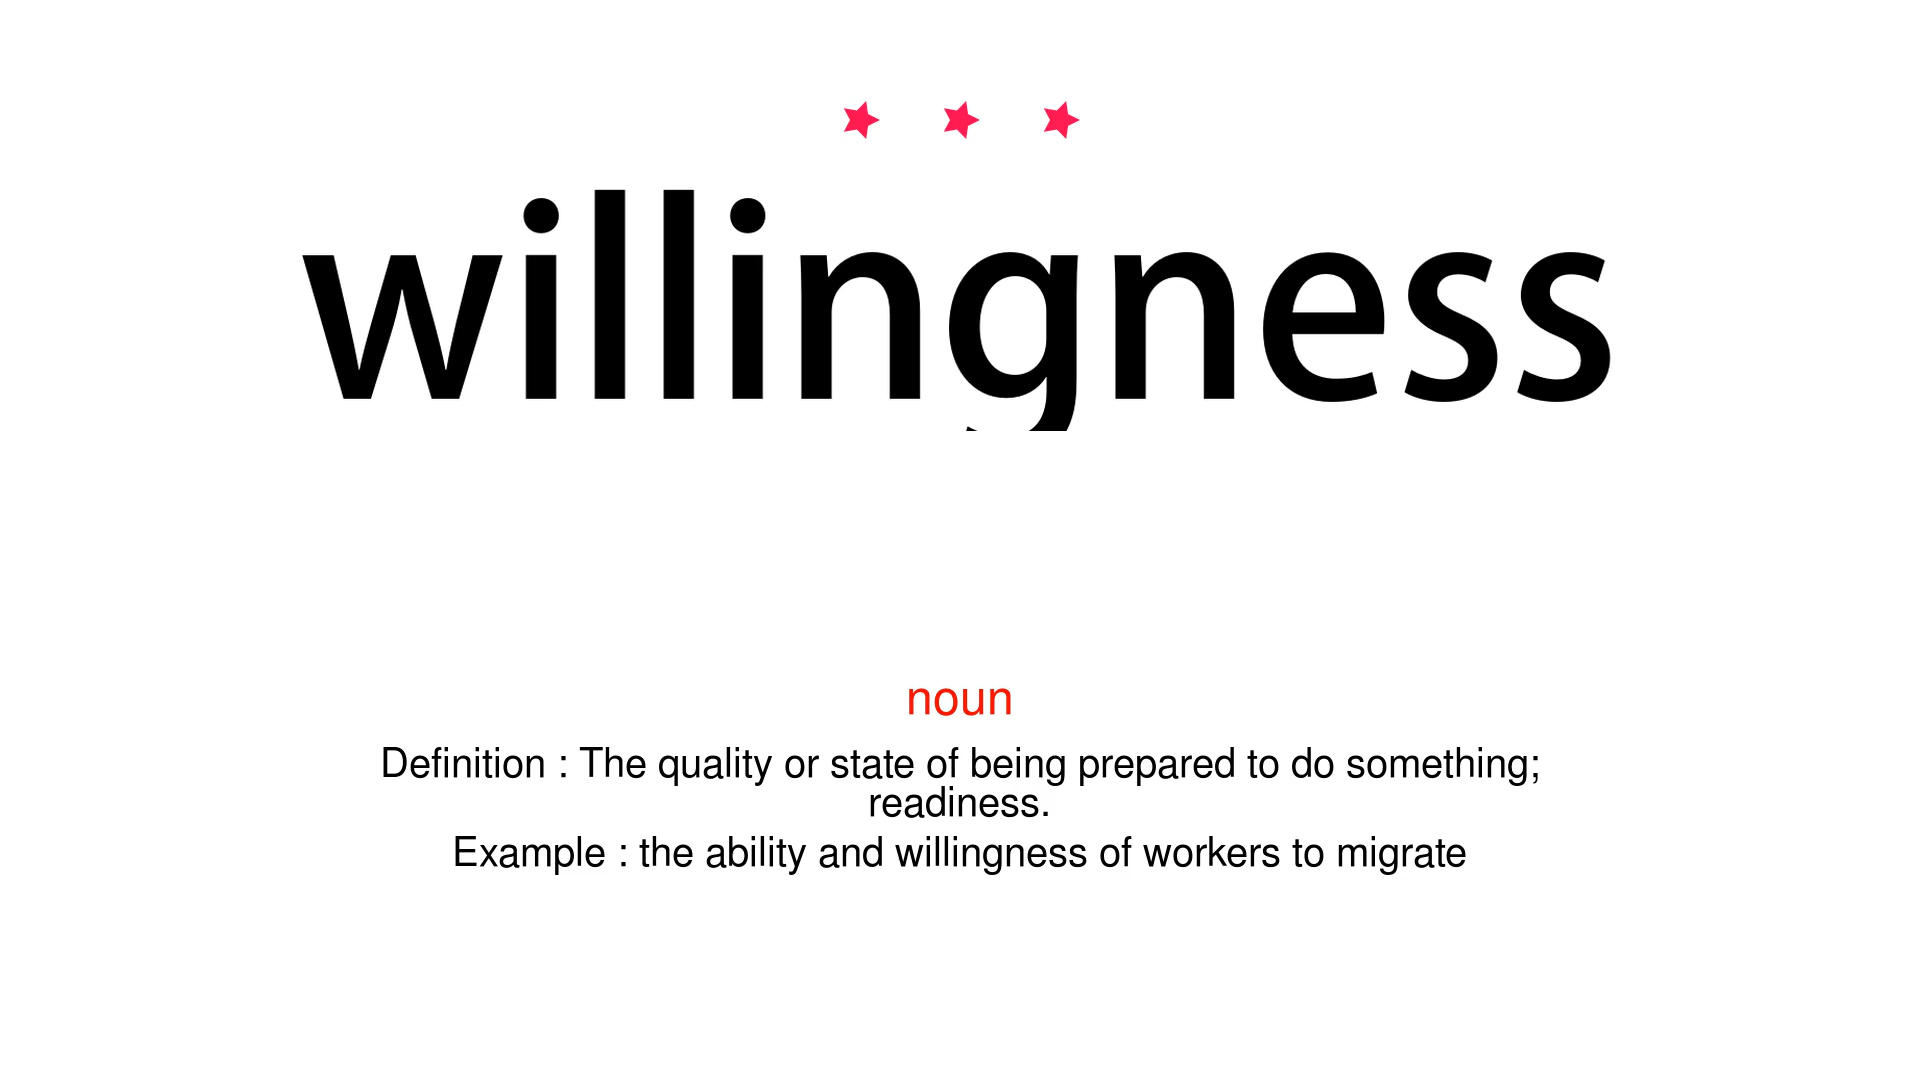 willingness
noun
Definition : The quality or state of being prepared to do something;
readiness.
Example : the ability and willingness of workers to migrate